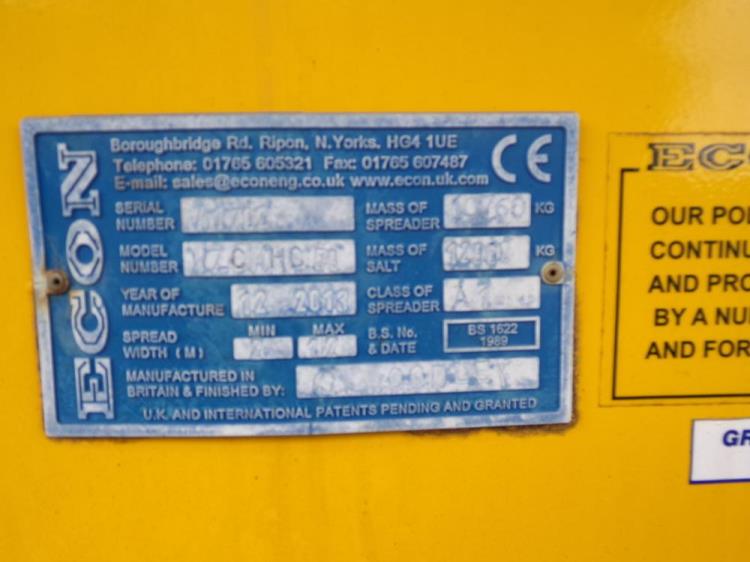 ECON
Boroughbridge Rd. Ripon, N.Yorks. HG4 1UE
Telephone: 01765 605321 Fax: 01765 607487
E-mail: sales@econeng.co.uk www.econ.uk.com
CE
SERIAL NUMBER
MASS OF SPREADER KG
MODEL NUMBER
MASS OF SALT KG
YEAR OF MANUFACTURE 12 2013
CLASS OF SPREADER
SPREAD WIDTH (M) MIN MAX
B.S. No. & DATE BS 1622 1989
MANUFACTURED IN BRITAIN & FINISHED BY:
U.K. AND INTERNATIONAL PATENTS PENDING AND GRANTED
OUR
CONTINU
AND PRO
BY A NU
AND FOR
GR